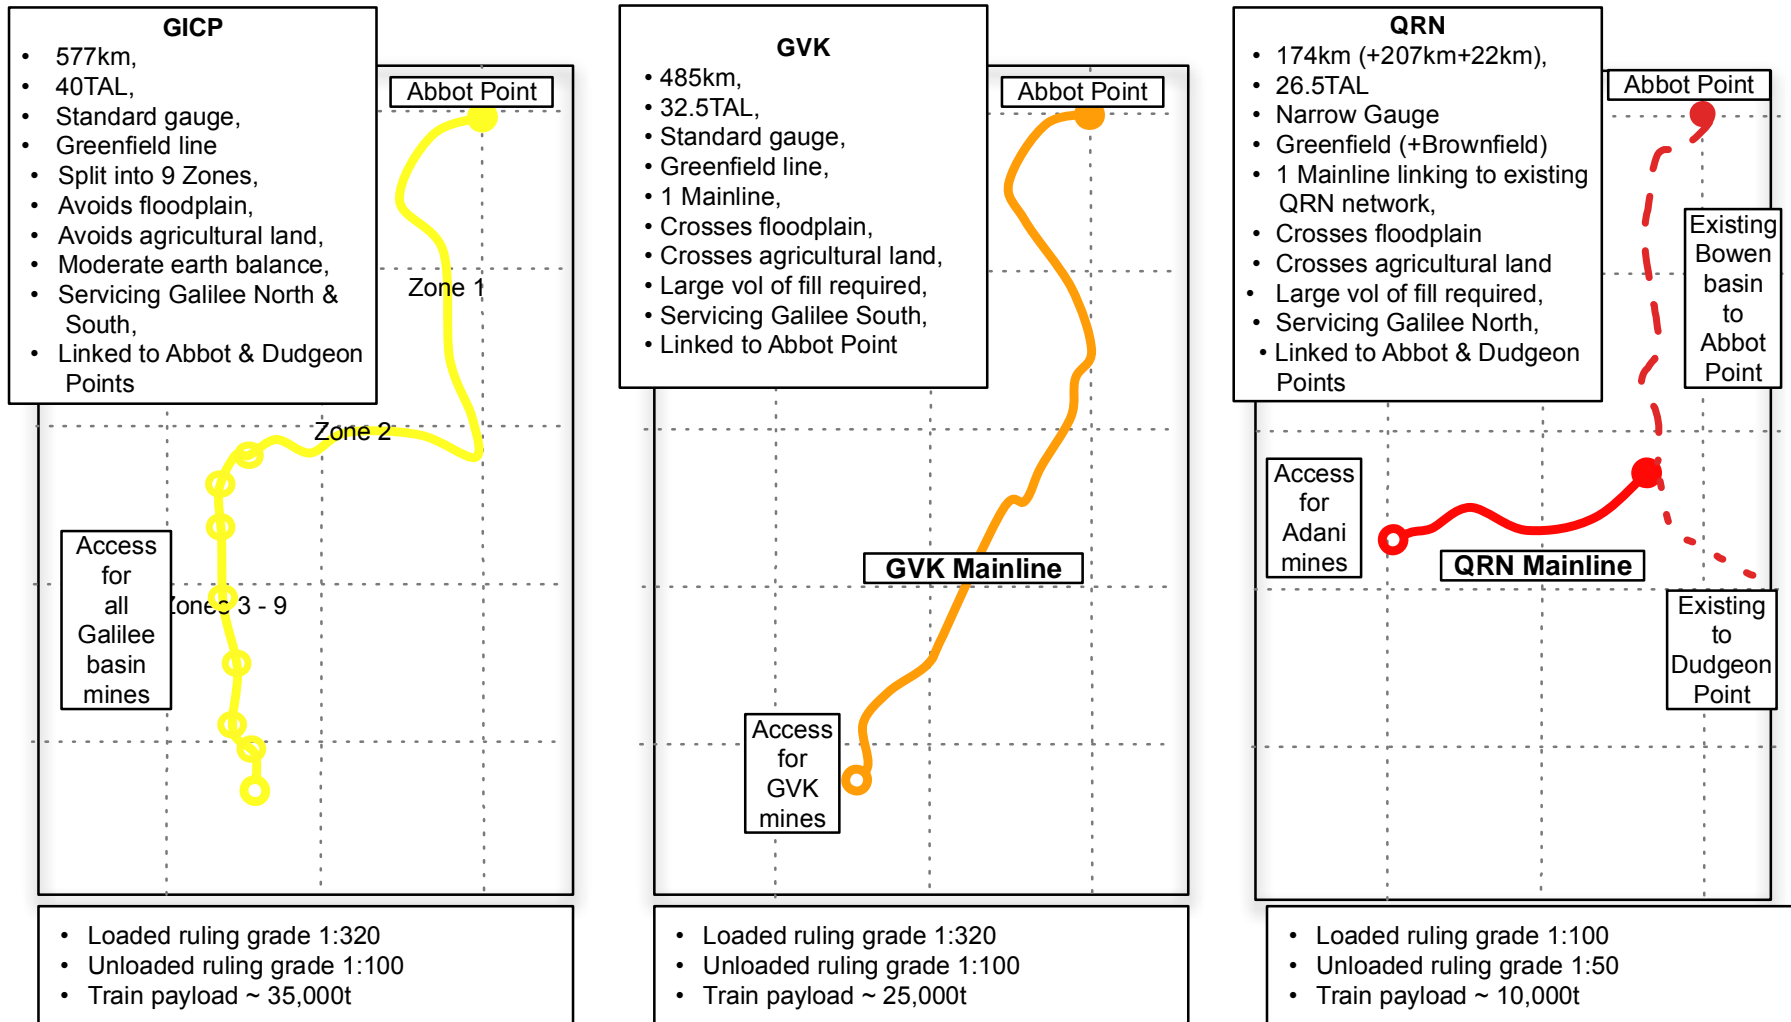 GICP
• 577km,
• 40TAL,
• Standard gauge,
• Greenfield line
• Split into 9 Zones,
• Avoids floodplain,
• Avoids agricultural land,
• Moderate earth balance,
• Servicing Galilee North &
South,
• Linked to Abbot & Dudgeon
Points
Abbot Point
Zone 1
Zone 2
Zones 3 - 9
Access
for
all
Galilee
basin
mines
• Loaded ruling grade 1:320
• Unloaded ruling grade 1:100
• Train payload ~ 35,000t
GVK
• 485km,
• 32.5TAL,
• Standard gauge,
• Greenfield line,
• 1 Mainline,
• Crosses floodplain,
• Crosses agricultural land,
• Large vol of fill required,
• Servicing Galilee South,
• Linked to Abbot Point
Abbot Point
GVK Mainline
Access
for
GVK
mines
• Loaded ruling grade 1:320
• Unloaded ruling grade 1:100
• Train payload ~ 25,000t
QRN
• 174km (+207km+22km),
• 26.5TAL
• Narrow Gauge
• Greenfield (+Brownfield)
• 1 Mainline linking to existing
QRN network,
• Crosses floodplain
• Crosses agricultural land
• Large vol of fill required,
• Servicing Galilee North,
• Linked to Abbot & Dudgeon
Points
Abbot Point
Existing
Bowen
basin
to
Abbot
Point
Access
for
Adani
mines
QRN Mainline
Existing
to
Dudgeon
Point
• Loaded ruling grade 1:100
• Unloaded ruling grade 1:50
• Train payload ~ 10,000t